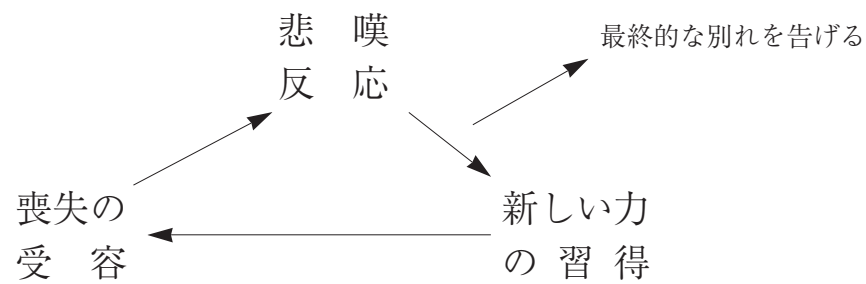 悲嘆
反応
最終的な別れを告げる
喪失の
受容
新しい力
の習得